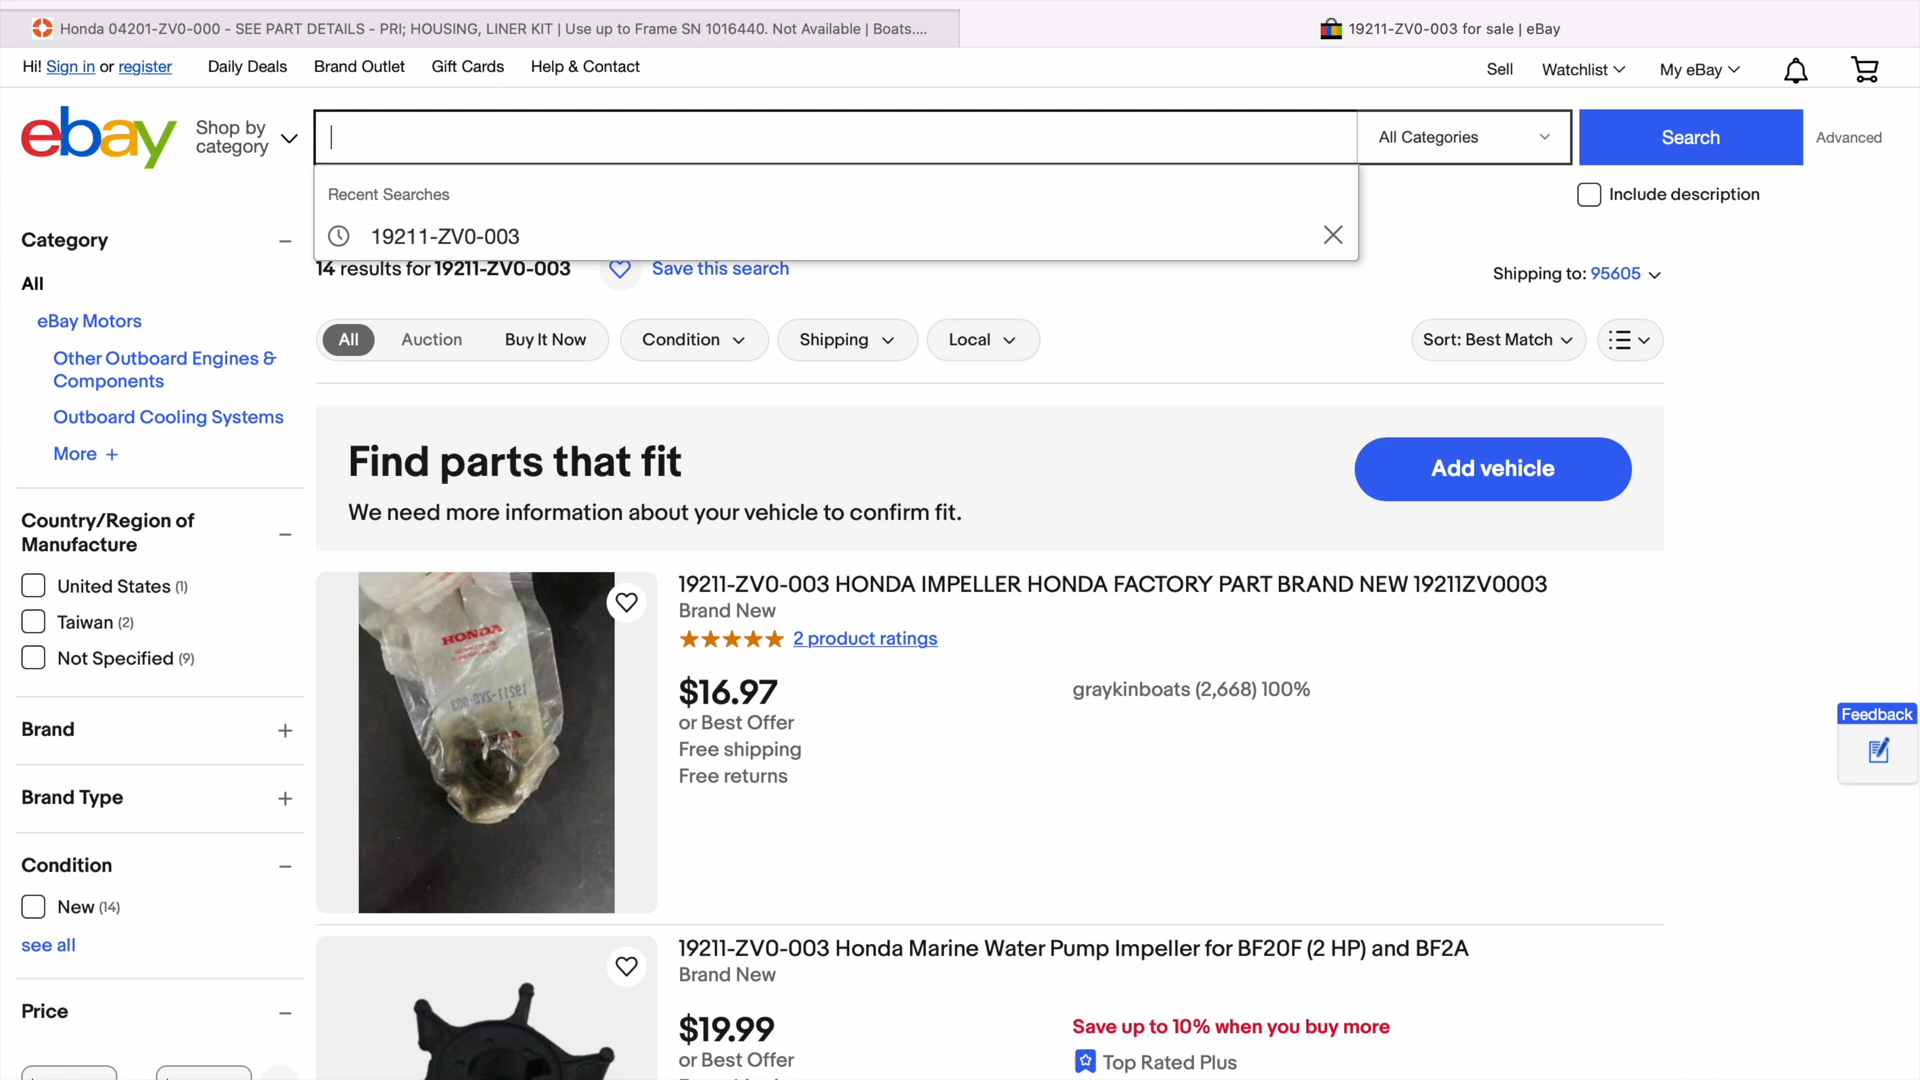 Honda 04201-ZV0-000 - SEE PART DETAILS - PRI; HOUSING, LINER KIT | Use up to Frame SN 1016440. Not Available | Boats....
19211-ZV0-003 for sale | eBay
Hi! Sign in or register
Daily Deals
Brand Outlet
Gift Cards
Help & Contact
Sell
Watchlist
My eBay
ebay
Shop by
category
All Categories
Search
Advanced
Recent Searches
19211-ZV0-003
Include description
14 results for 19211-ZV0-003
Save this search
Shipping to: 95605
Category
All
eBay Motors
Other Outboard Engines &
Components
Outboard Cooling Systems
More +
All
Auction
Buy It Now
Condition
Shipping
Local
Sort: Best Match
Find parts that fit
We need more information about your vehicle to confirm fit.
Add vehicle
Country/Region of
Manufacture
United States (1)
Taiwan (2)
Not Specified (9)
Brand
Brand Type
Condition
New (14)
see all
Price
HONDA
19211-ZV0-003
HONDA
19211-ZV0-003 HONDA IMPELLER HONDA FACTORY PART BRAND NEW 19211ZV0003
Brand New
2 product ratings
$16.97
or Best Offer
Free shipping
Free returns
graykinboats (2,668) 100%
Feedback
19211-ZV0-003 Honda Marine Water Pump Impeller for BF20F (2 HP) and BF2A
Brand New
$19.99
or Best Offer
Save up to 10% when you buy more
Top Rated Plus